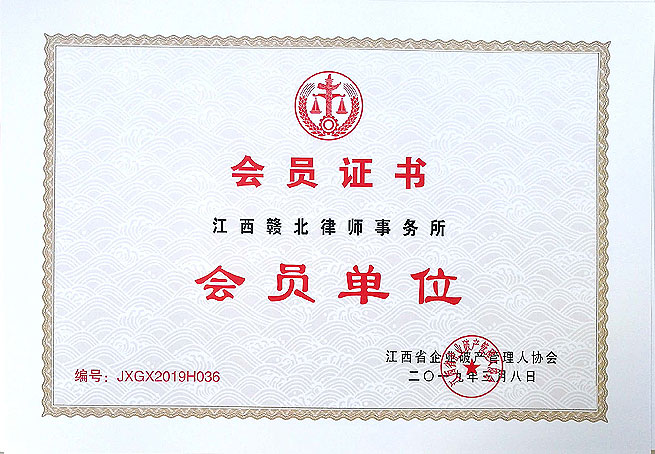 会员证书
江西赣北律师事务所
会员单位
江西省企业破产管理人协会
二〇一九年三月八日
编号：JXGX2019H036